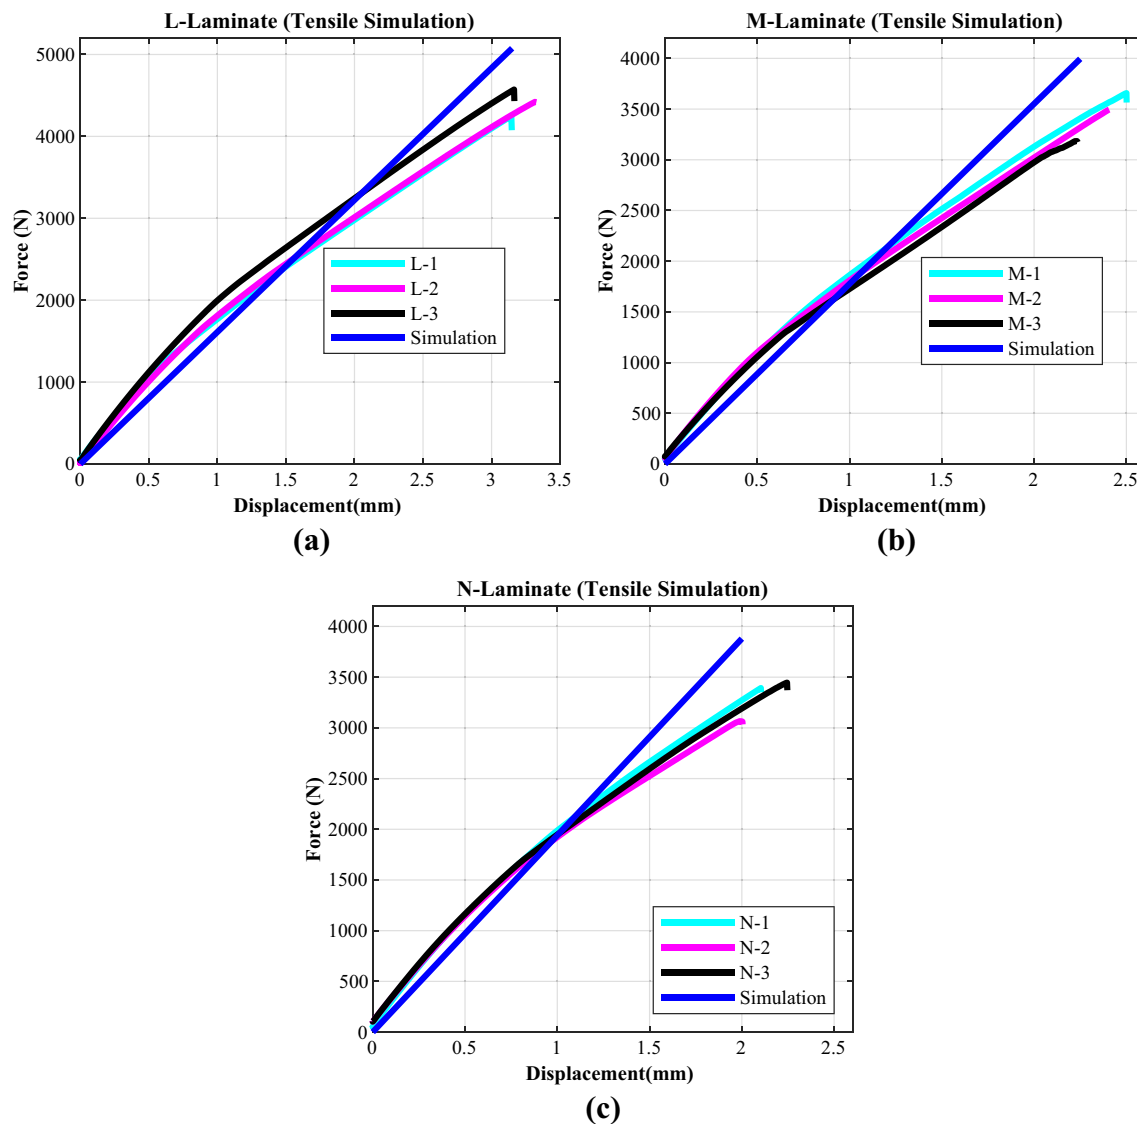 L-Laminate (Tensile Simulation)
5000
4000
3000
2000
1000
0
Force (N)
L-1
L-2
L-3
Simulation
0 0.5 1 1.5 2 2.5 3 3.5
Displacement(mm)
(a)
M-Laminate (Tensile Simulation)
4000
3500
3000
2500
2000
1500
1000
500
0
Force (N)
M-1
M-2
M-3
Simulation
0 0.5 1 1.5 2 2.5
Displacement(mm)
(b)
N-Laminate (Tensile Simulation)
4000
3500
3000
2500
2000
1500
1000
500
0
Force (N)
N-1
N-2
N-3
Simulation
0 0.5 1 1.5 2 2.5
Displacement(mm)
(c)